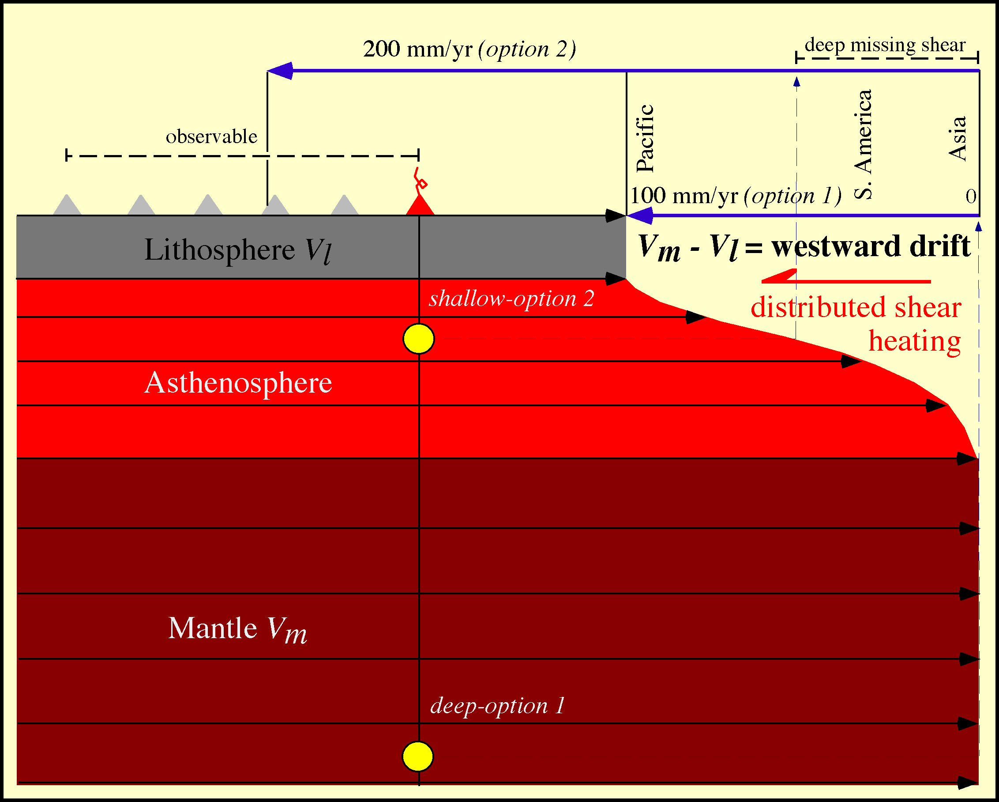 deep missing shear
200 mm/yr (option 2)
observable
Pacific
S. America
Asia
100 mm/yr (option 1)
0
Lithosphere Vl
Vm - Vl = westward drift
shallow-option 2
distributed shear
heating
Asthenosphere
Mantle Vm
deep-option 1